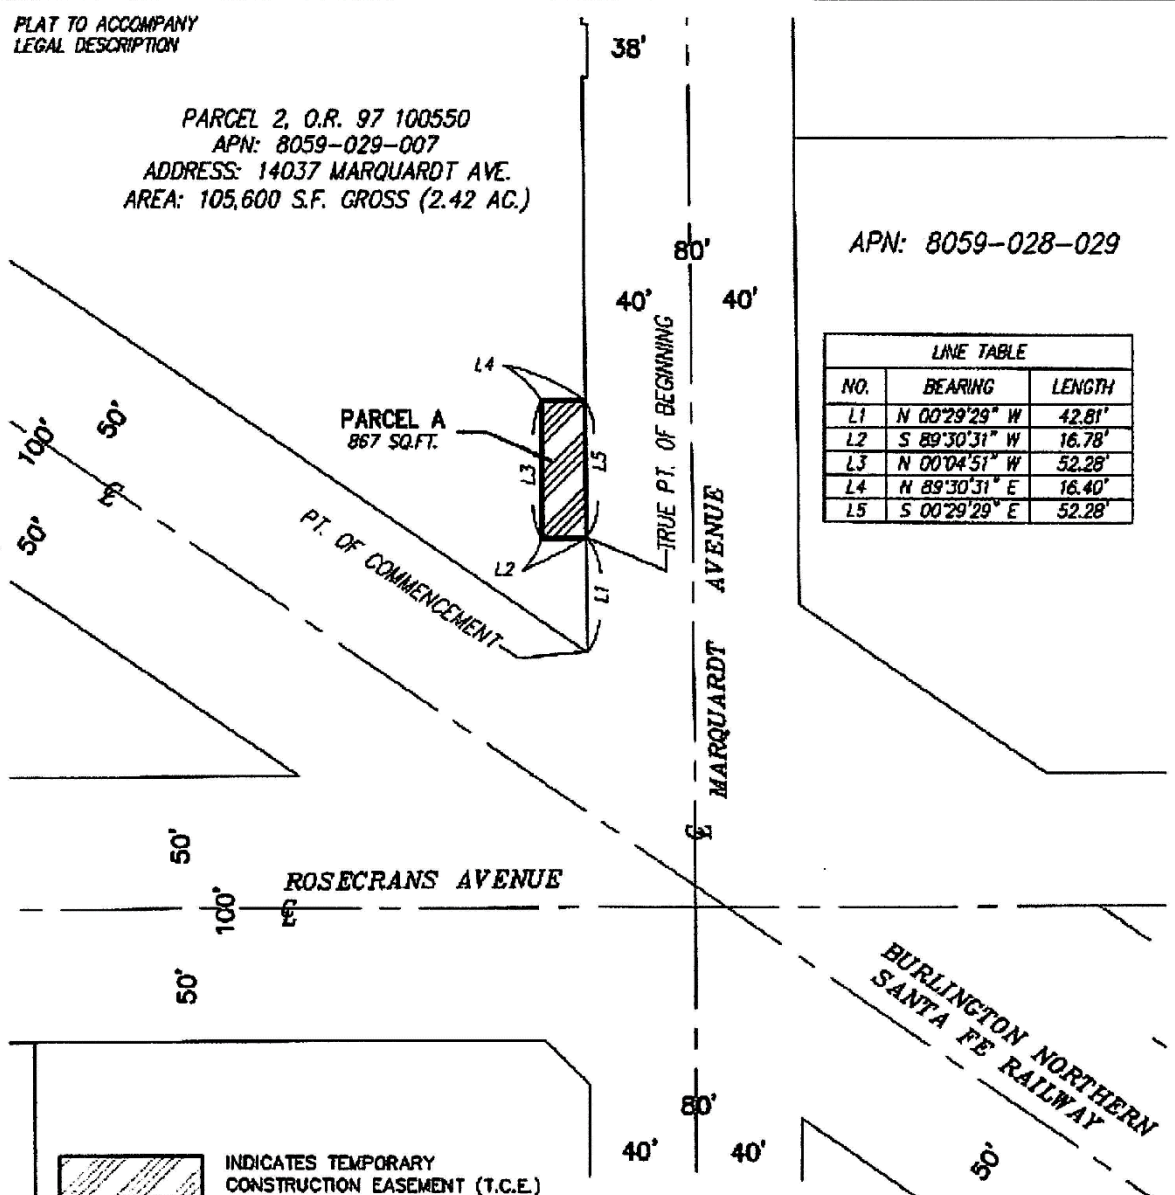 PLAT TO ACCOMPANY
LEGAL DESCRIPTION
38'
PARCEL 2, O.R. 97 100550
APN: 8059-029-007
ADDRESS: 14037 MARQUARDT AVE.
AREA: 105,600 S.F. GROSS (2.42 AC.)
80'
40'
40'
APN: 8059-028-029
LINE TABLE
NO. BEARING LENGTH
L1 N 00°29'29" W 42.81'
L2 S 89°30'31" W 16.78'
L3 N 00°04'51" W 52.28'
L4 N 89°30'31" E 16.40'
L5 S 00°29'29" E 52.28'
L4
PARCEL A
867 SQ.FT.
L3
L5
L2
L1
TRUE PT. OF BEGINNING
PT. OF COMMENCEMENT
50'
100'
℄
50'
MARQUARDT AVENUE
℄
50'
ROSECRANS AVENUE
100'
℄
50'
BURLINGTON NORTHERN
SANTA FE RAILWAY
80'
40'
40'
50'
INDICATES TEMPORARY
CONSTRUCTION EASEMENT (T.C.E.)